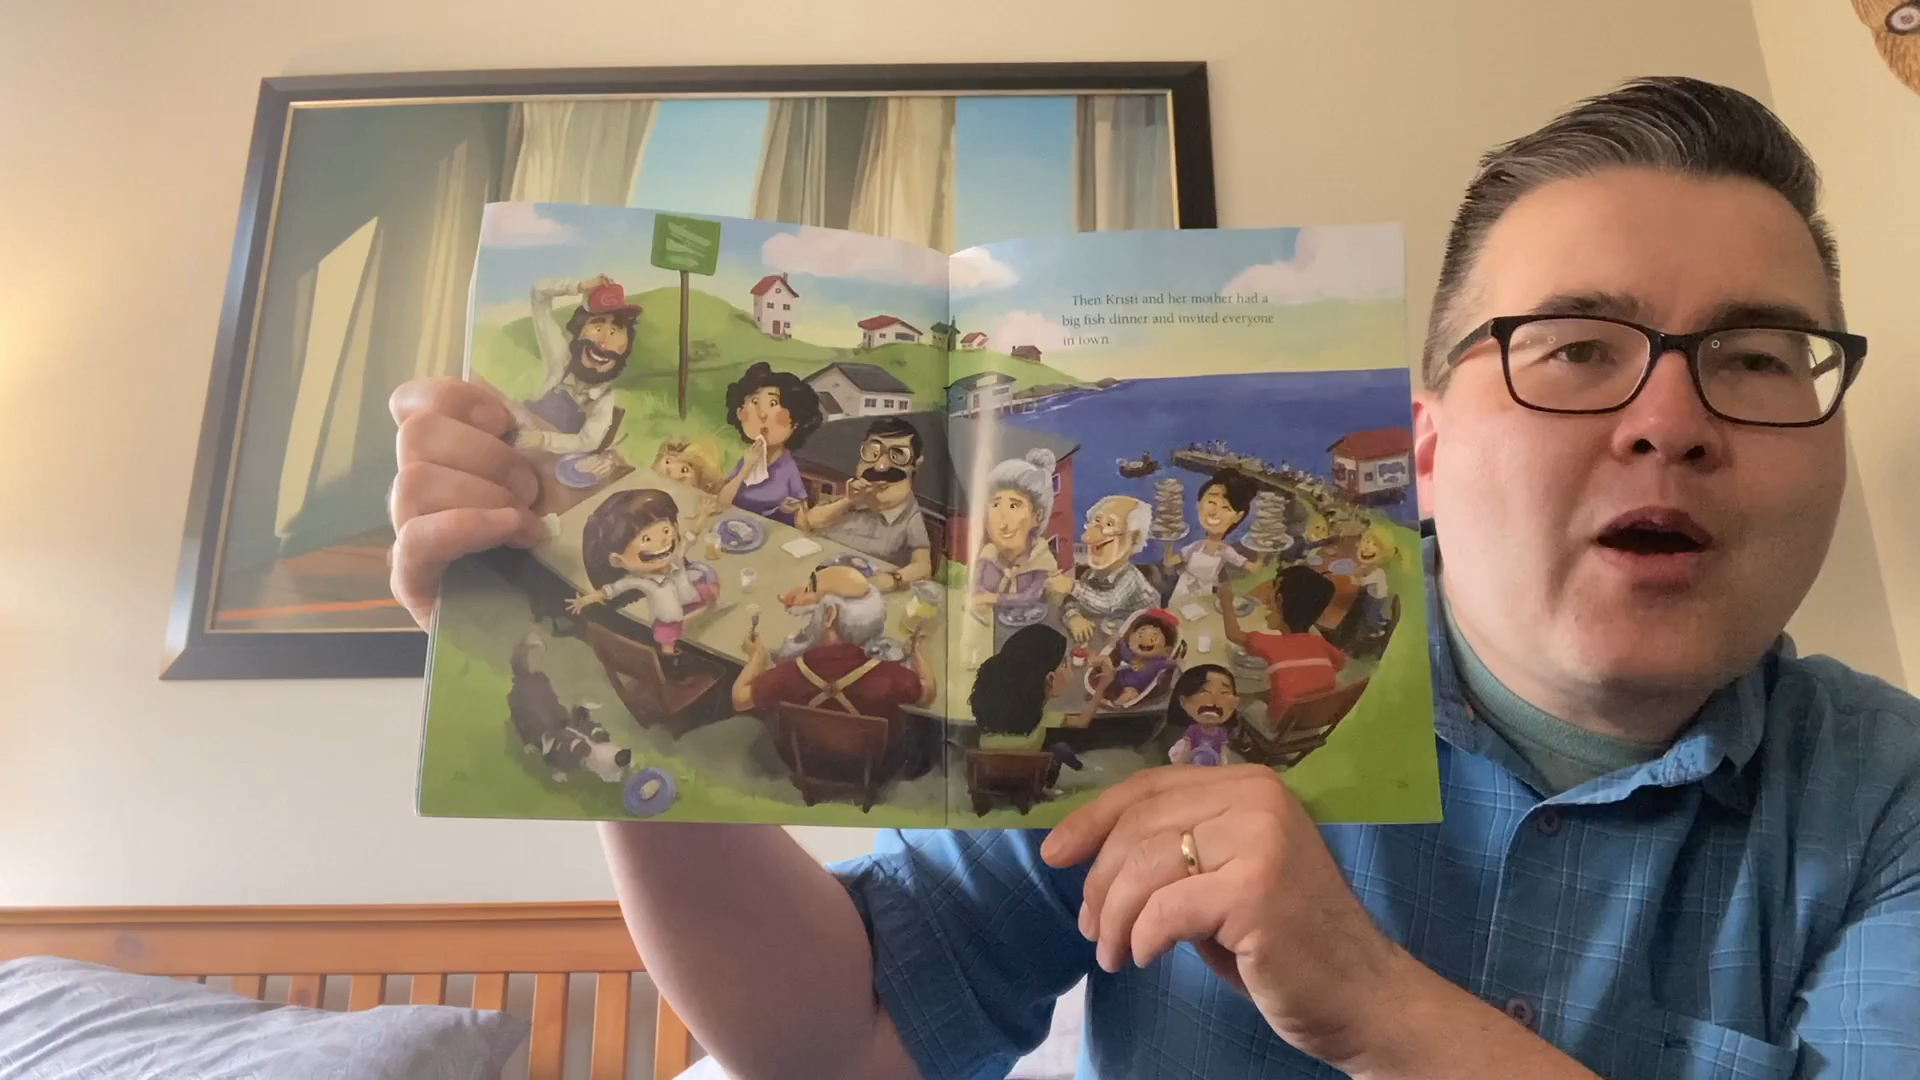 Then Kristi and her mother had a
big fish dinner and invited everyone
in town